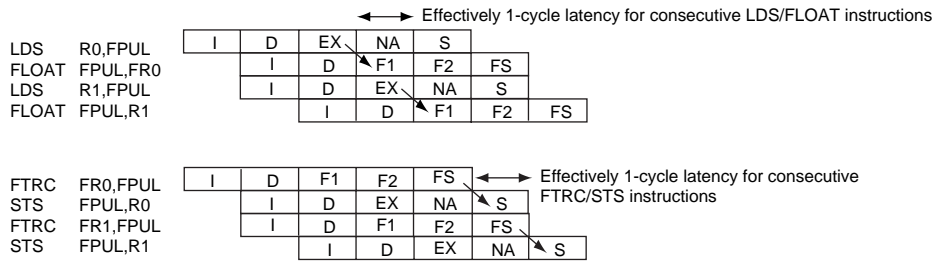 Effectively 1-cycle latency for consecutive LDS/FLOAT instructions
LDS R0,FPUL I D EX NA S
FLOAT FPUL,FR0 I D F1 F2 FS
LDS R1,FPUL I D EX NA S
FLOAT FPUL,R1 I D F1 F2 FS
Effectively 1-cycle latency for consecutive
FTRC/STS instructions
FTRC FR0,FPUL I D F1 F2 FS
STS FPUL,R0 I D EX NA S
FTRC FR1,FPUL I D F1 F2 FS
STS FPUL,R1 I D EX NA S